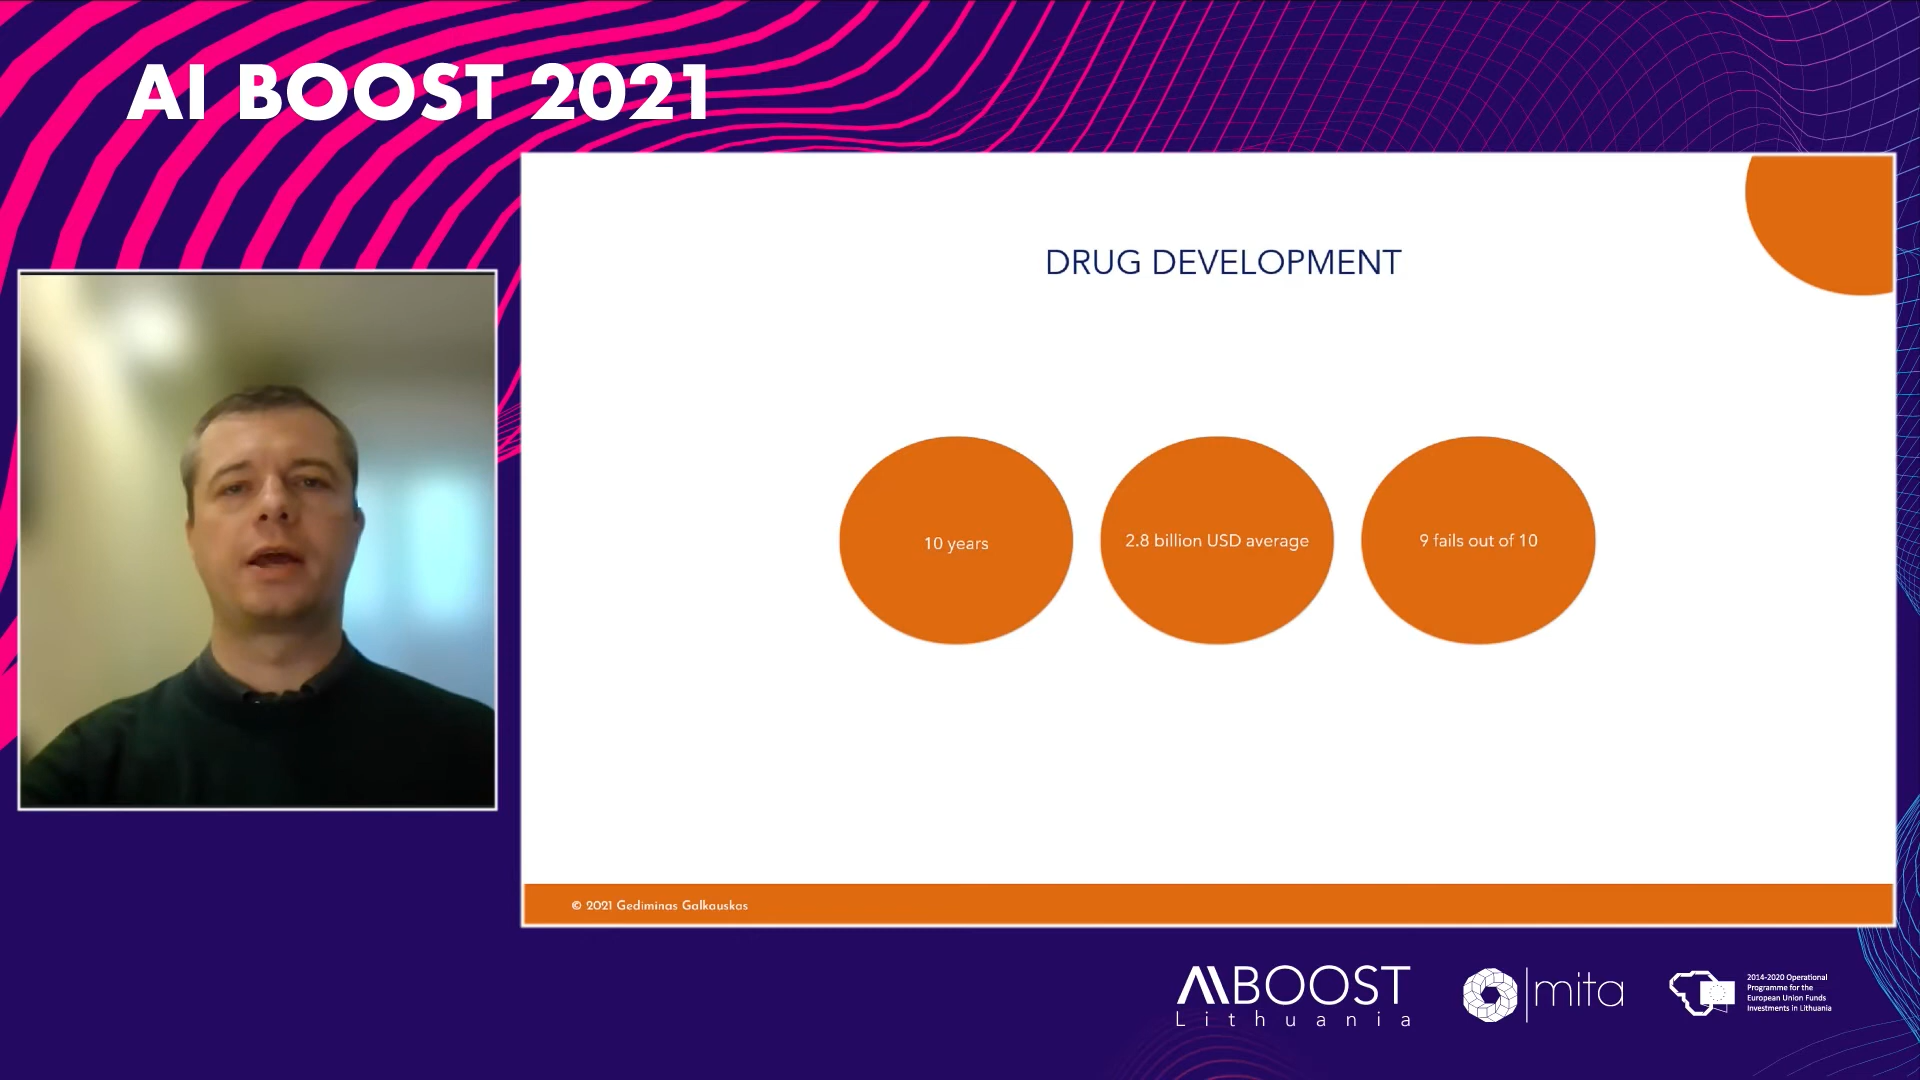 AI BOOST 2021
DRUG DEVELOPMENT
10 years
2.8 billion USD average
9 fails out of 10
© 2021 Gediminas Galkauskas
AIBOOST
Lithuania
mita
2014-2020 Operational
Programme for the
European Union Funds
Investments in Lithuania